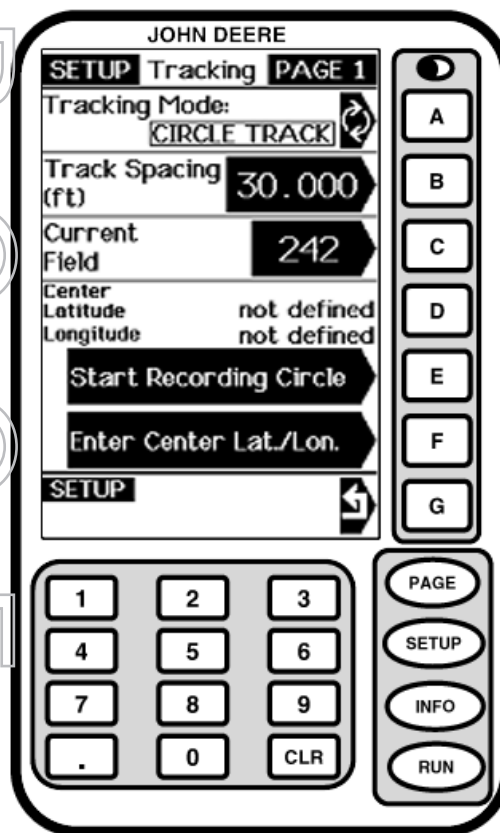 JOHN DEERE
SETUP Tracking PAGE 1
Tracking Mode:
CIRCLE TRACK
Track Spacing
(ft)
30.000
Current
Field
242
Center
Latitude not defined
Longitude not defined
Start Recording Circle
Enter Center Lat./Lon.
SETUP
A
B
C
D
E
F
G
PAGE
SETUP
INFO
RUN
1 2 3
4 5 6
7 8 9
. 0 CLR